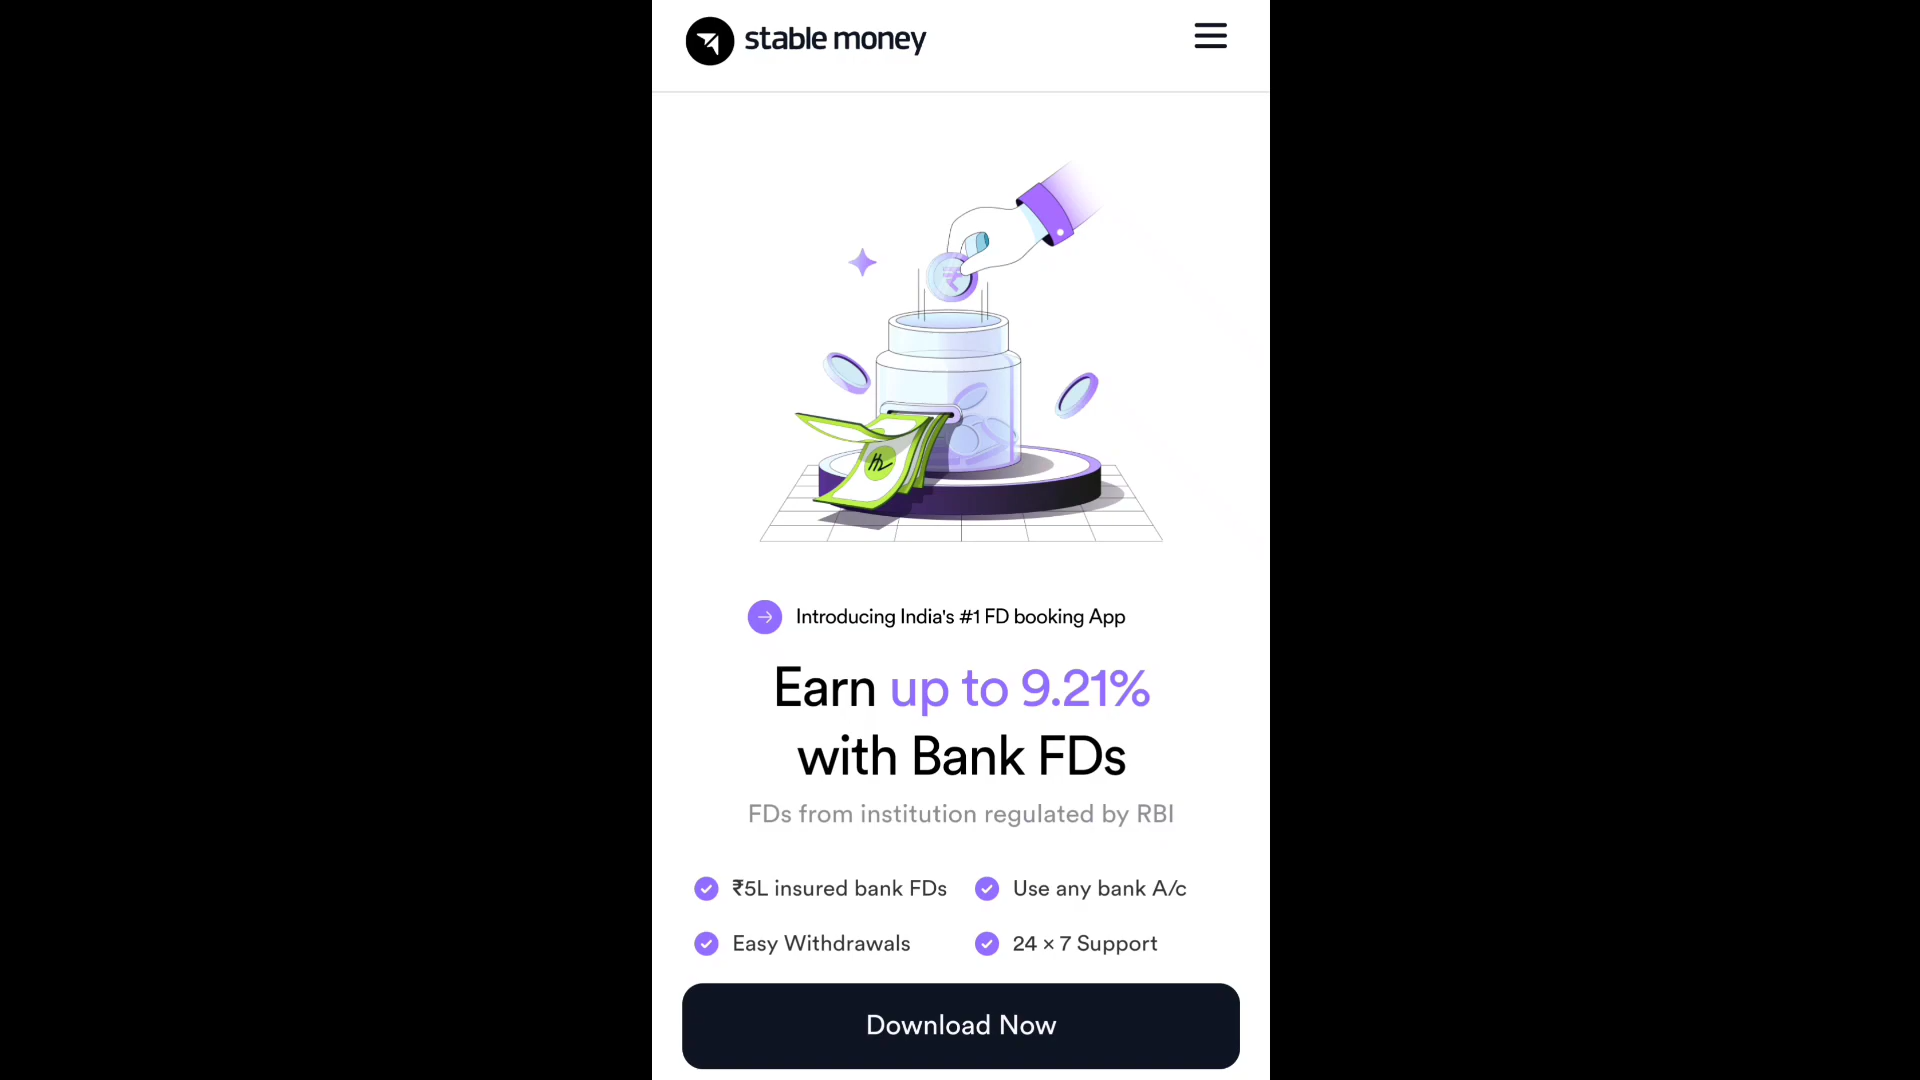 stable money
Introducing India's #1 FD booking App
Earn up to 9.21%
with Bank FDs
FDs from institution regulated by RBI
₹5L insured bank FDs
Use any bank A/c
Easy Withdrawals
24 × 7 Support
Download Now